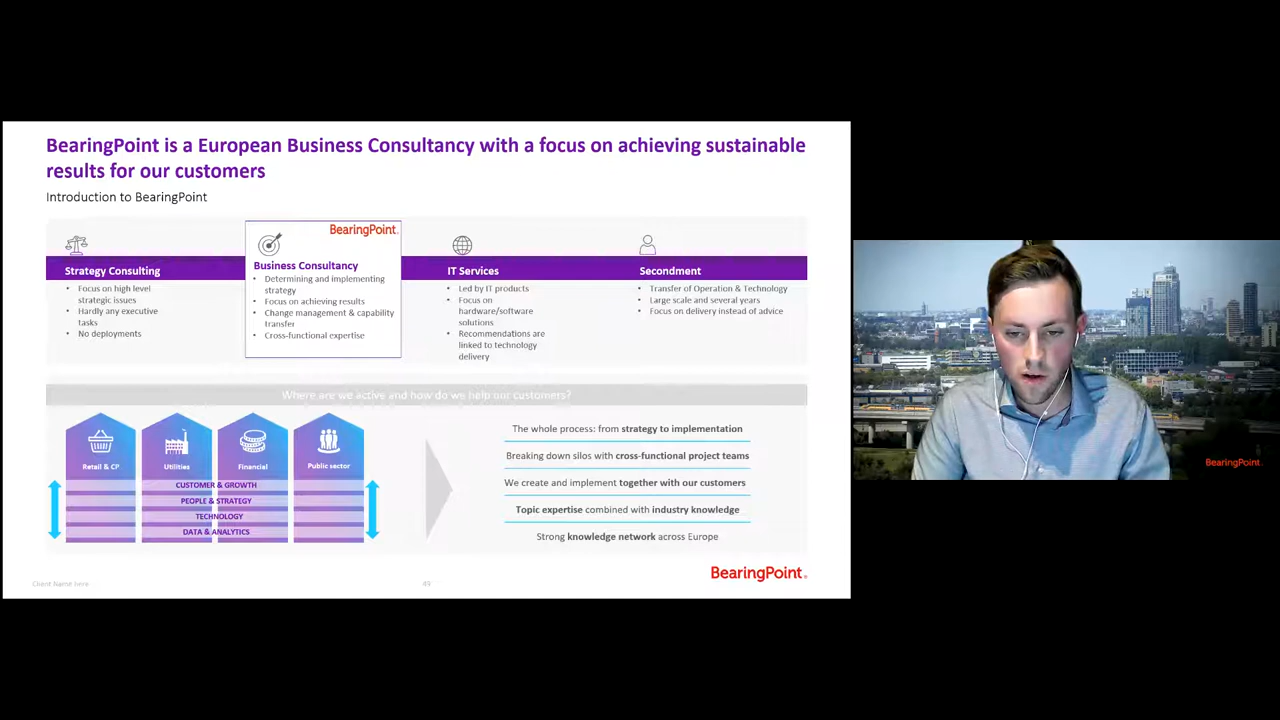 BearingPoint is a European Business Consultancy with a focus on achieving sustainable
results for our customers
Introduction to BearingPoint
Strategy Consulting
• Focus on high level
strategic issues
• Hardly any executive
tasks
• No deployments
BearingPoint.
Business Consultancy
• Determining and implementing
strategy
• Focus on achieving results
• Change management & capability
transfer
• Cross-functional expertise
IT Services
• Led by IT products
• Focus on
hardware/software
solutions
• Recommendations are
linked to technology
delivery
Secondment
• Transfer of Operation & Technology
• Large scale and several years
• Focus on delivery instead of advice
Where are we active and how do we help our customers?
Retail & CP
Utilities
Financial
Public sector
CUSTOMER & GROWTH
PEOPLE & STRATEGY
TECHNOLOGY
DATA & ANALYTICS
The whole process: from strategy to implementation
Breaking down silos with cross-functional project teams
We create and implement together with our customers
Topic expertise combined with industry knowledge
Strong knowledge network across Europe
Client Name here
49
BearingPoint.
BearingPoint.